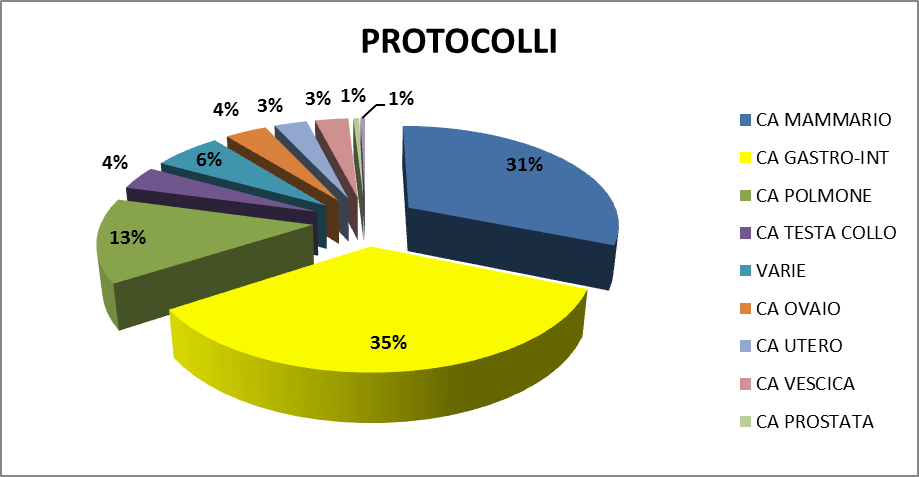 PROTOCOLLI
31%
35%
13%
4%
6%
4%
3%
3%
1%
1%
CA MAMMARIO
CA GASTRO-INT
CA POLMONE
CA TESTA COLLO
VARIE
CA OVAIO
CA UTERO
CA VESCICA
CA PROSTATA